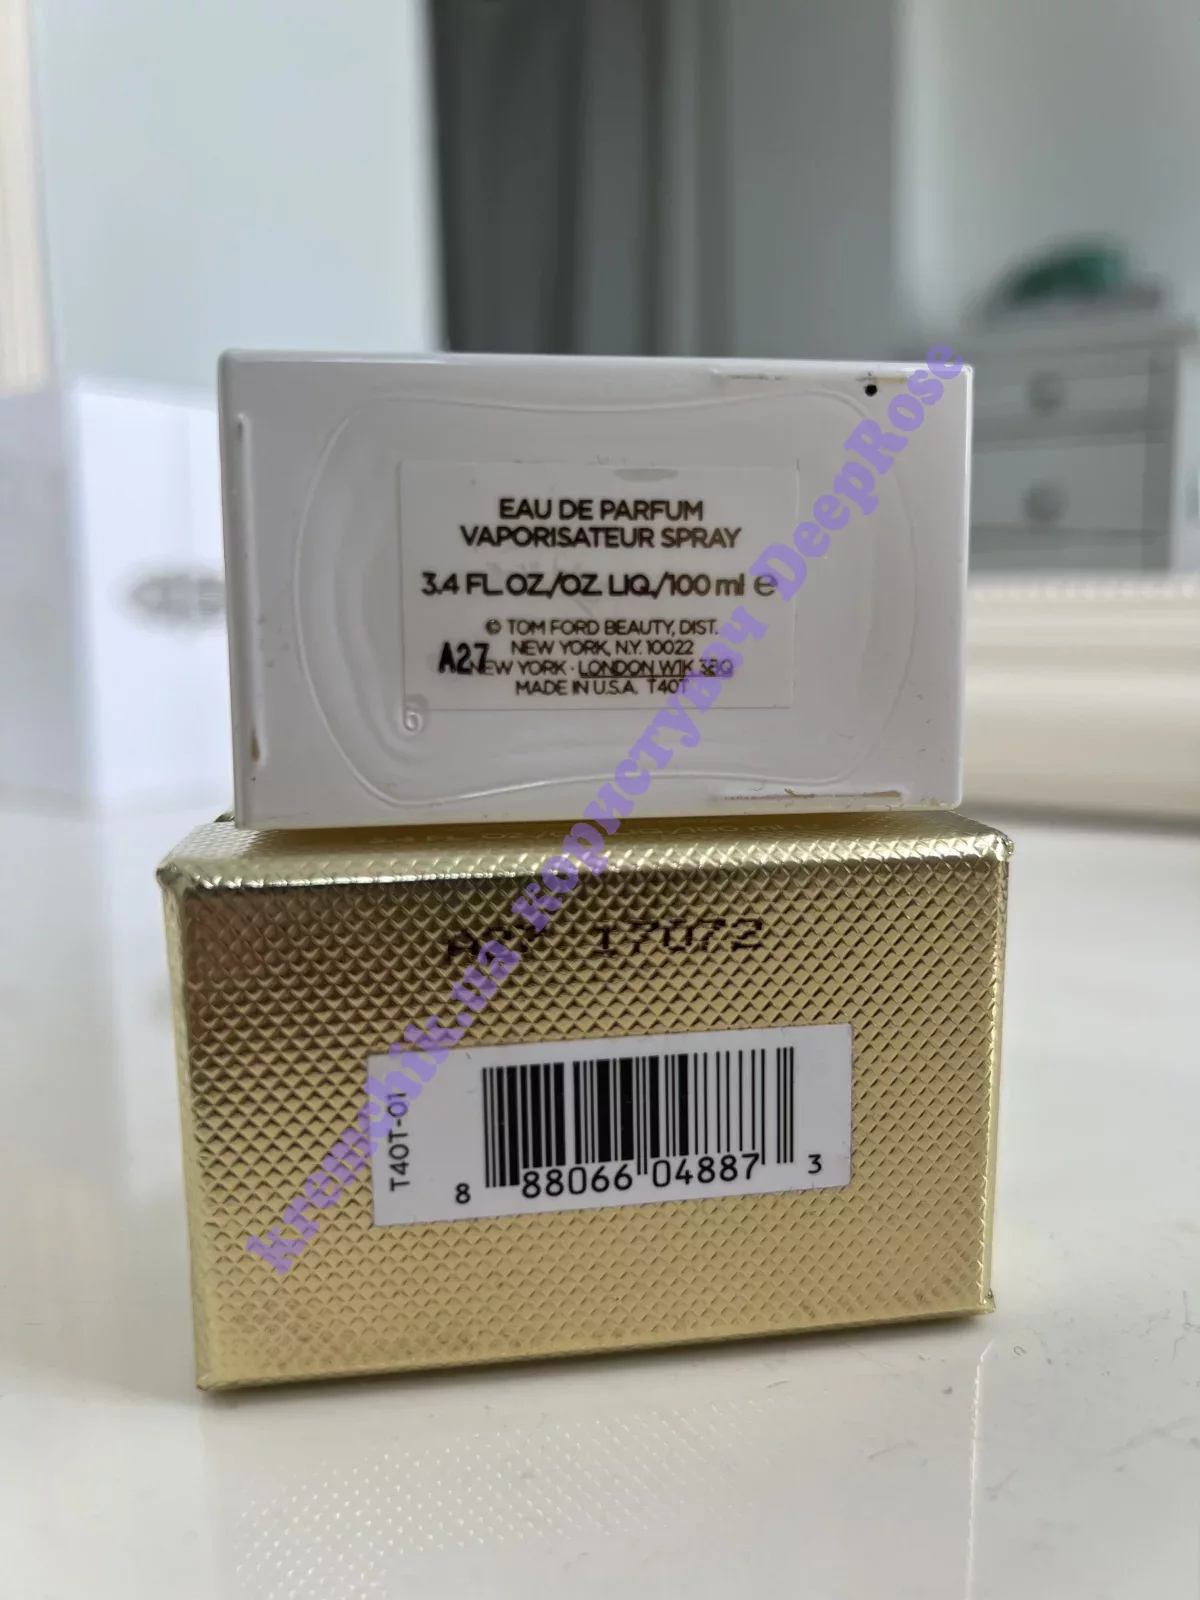 EAU DE PARFUM
VAPORISATEUR SPRAY
3.4 FL.OZ./OZ. LIQ./100 ml e
© TOM FORD BEAUTY, DIST.
NEW YORK, N.Y. 10022
A27
NEW YORK · LONDON W1K 3BQ
MADE IN U.S.A. T40T
17072
T40T-01
8 88066 04887 3
kremchik.ua користувач DeepRose